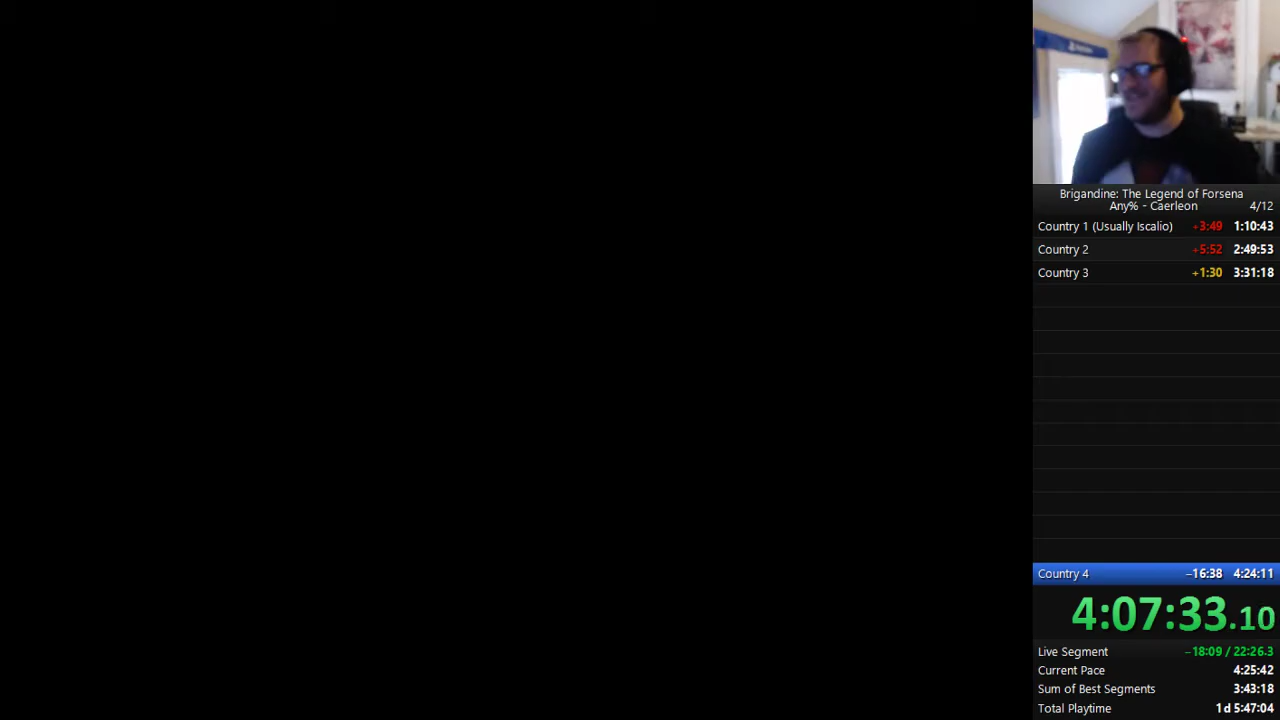 Brigandine: The Legend of Forsena
Any% - Caerleon 4/12
Country 1 (Usually Iscalio) +3:49 1:10:43
Country 2 +5:52 2:49:53
Country 3 +1:30 3:31:18
Country 4 −16:38 4:24:11
4:07:33.10
Live Segment −18:09 / 22:26.3
Current Pace 4:25:42
Sum of Best Segments 3:43:18
Total Playtime 1 d 5:47:04